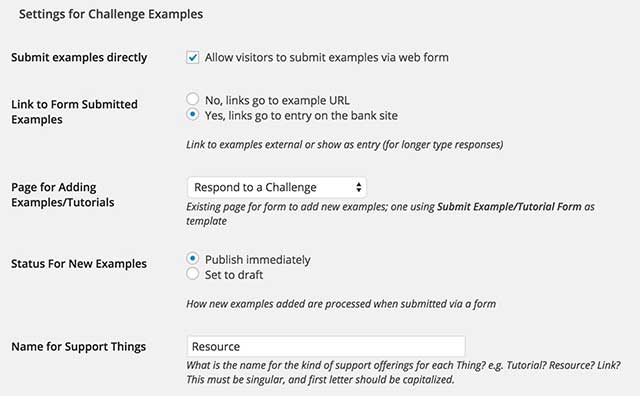 Settings for Challenge Examples
Submit examples directly
Allow visitors to submit examples via web form
Link to Form Submitted
Examples
No, links go to example URL
Yes, links go to entry on the bank site
Link to examples external or show as entry (for longer type responses)
Page for Adding
Examples/Tutorials
Respond to a Challenge
Existing page for form to add new examples; one using Submit Example/Tutorial Form as
template
Status For New Examples
Publish immediately
Set to draft
How new examples added are processed when submitted via a form
Name for Support Things
Resource
What is the name for the kind of support offerings for each Thing? e.g. Tutorial? Resource? Link?
This must be singular, and first letter should be capitalized.